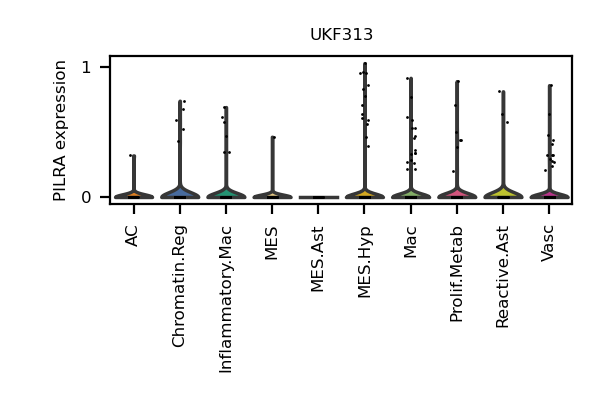 UKF313
PILRA expression
1
0
AC
Chromatin.Reg
Inflammatory.Mac
MES
MES.Ast
MES.Hyp
Mac
Prolif.Metab
Reactive.Ast
Vasc